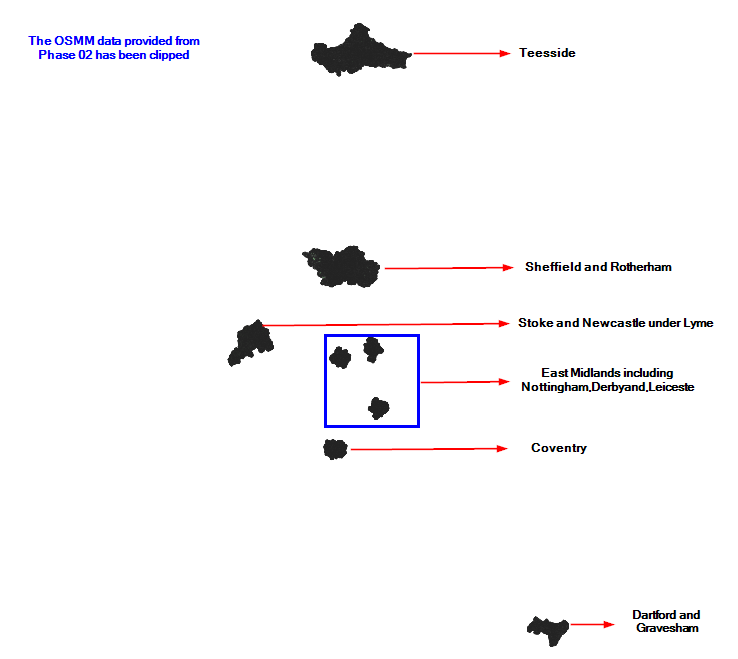 The OSMM data provided from
Phase 02 has been clipped
Teesside
Sheffield and Rotherham
Stoke and Newcastle under Lyme
East Midlands including
Nottingham,Derbyand,Leiceste
Coventry
Dartford and
Gravesham